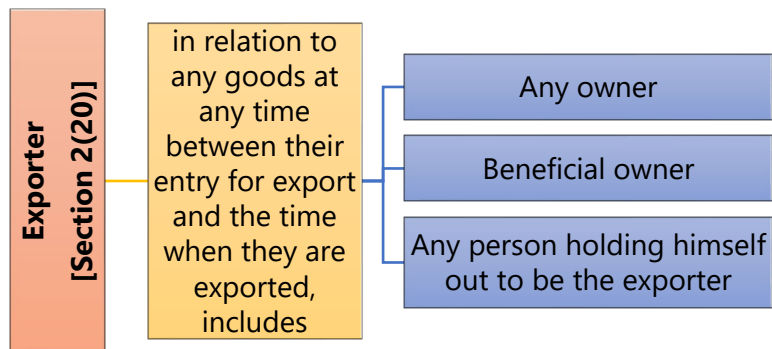 Exporter
[Section 2(20)]
in relation to
any goods at
any time
between their
entry for export
and the time
when they are
exported,
includes
Any owner
Beneficial owner
Any person holding himself
out to be the exporter